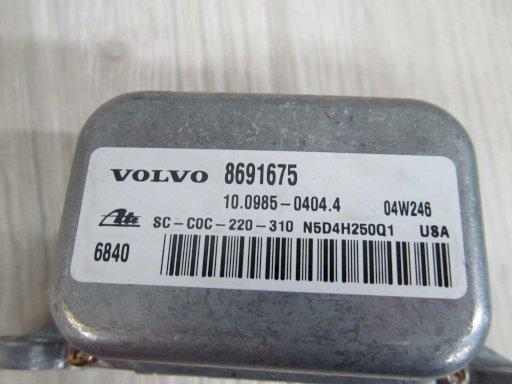 VOLVO 8691675
10.0985-0404.4 04W246
Ate SC-COC-220-310 N5D4H250Q1 USA
6840